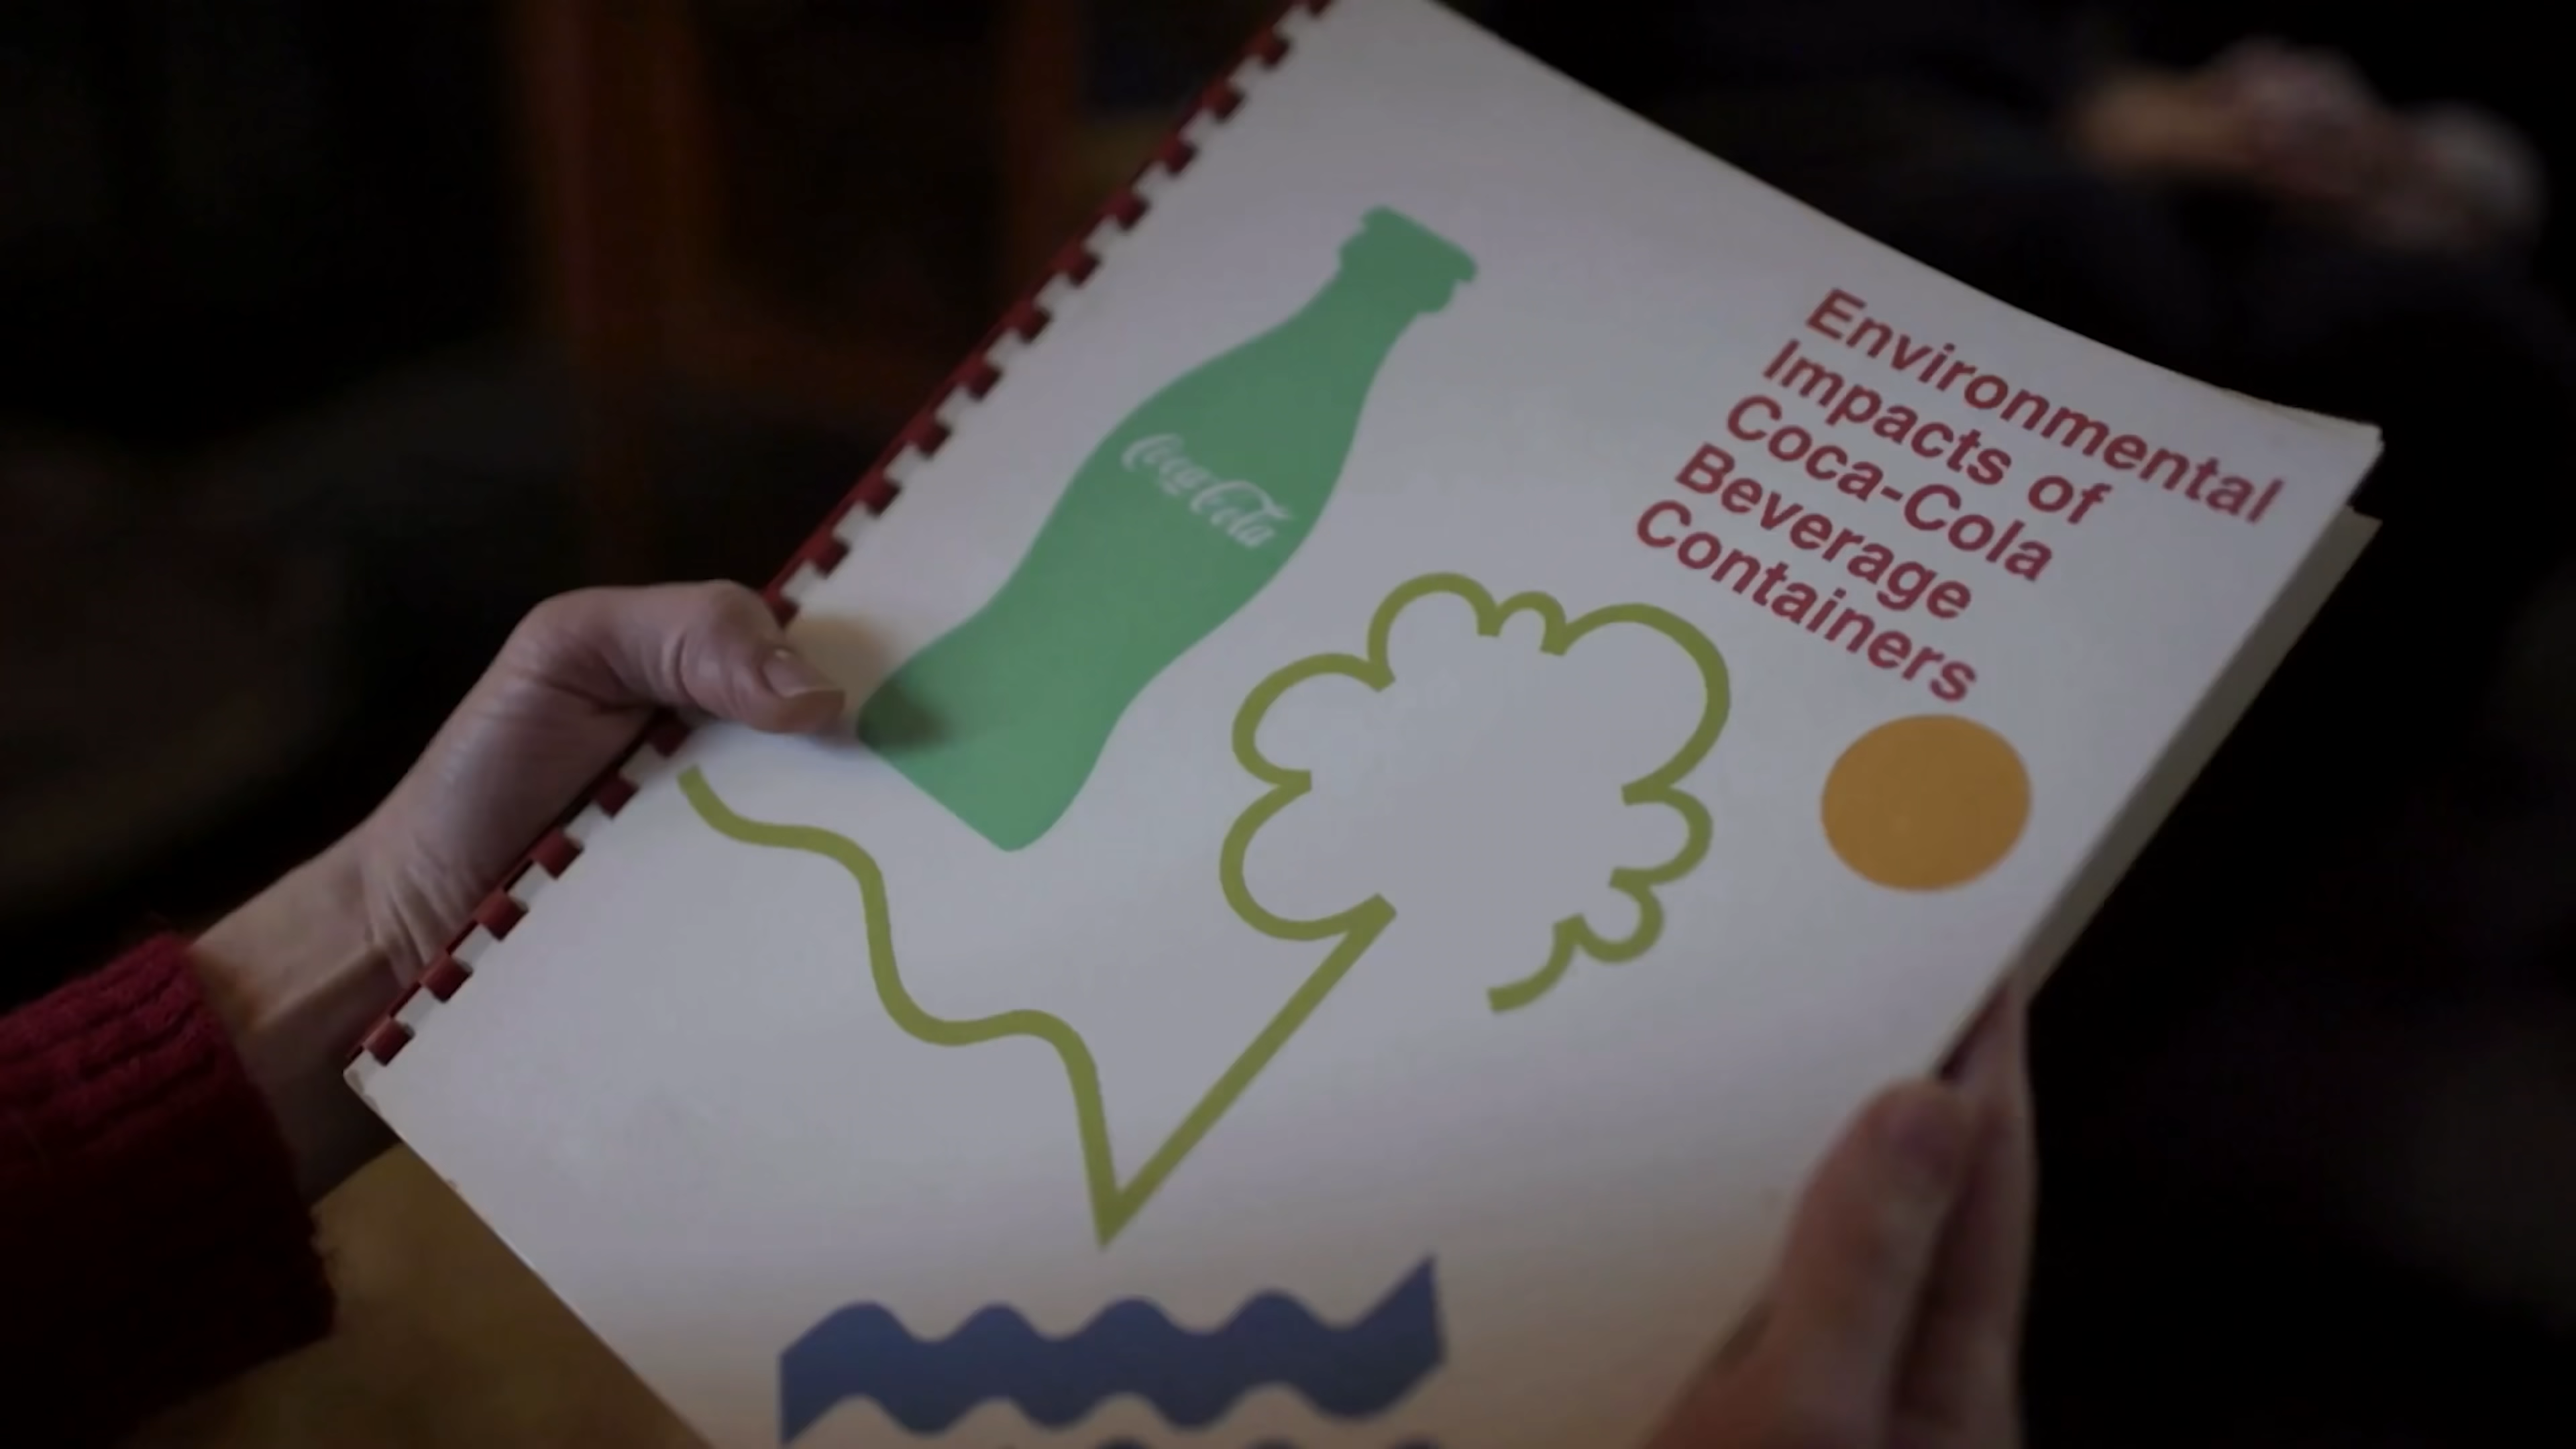 Environmental
Impacts of
Coca-Cola
Beverage
Containers
Coca-Cola